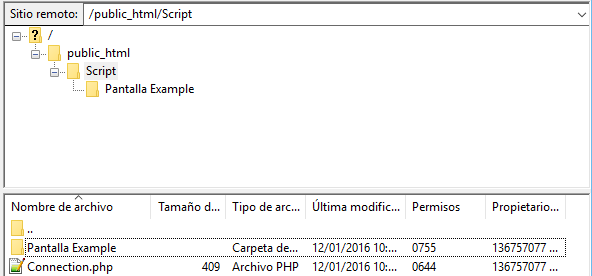 Sitio remoto: /public_html/Script
? /
public_html
Script
Pantalla Example
Nombre de archivo Tamaño d... Tipo de arc... Última modific... Permisos Propietario...
..
Pantalla Example Carpeta de... 12/01/2016 10:... 0755 136757077 ...
Connection.php 409 Archivo PHP 12/01/2016 10:... 0644 136757077 ...